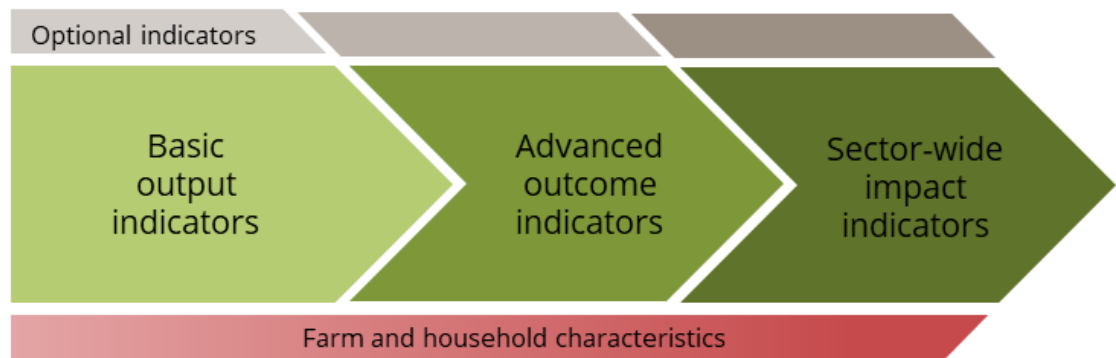 Optional indicators
Basic
output
indicators
Advanced
outcome
indicators
Sector-wide
impact
indicators
Farm and household characteristics